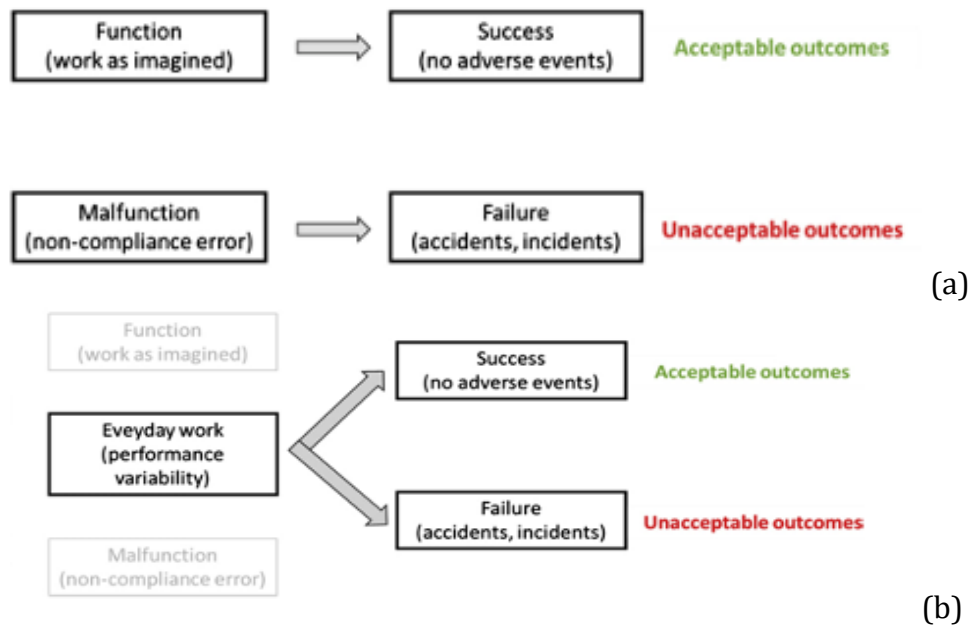 Function
(work as imagined)
Success
(no adverse events)
Acceptable outcomes
Malfunction
(non-compliance error)
Failure
(accidents, incidents)
Unacceptable outcomes
(a)
Function
(work as imagined)
Success
(no adverse events)
Acceptable outcomes
Eveyday work
(performance
variability)
Failure
(accidents, incidents)
Unacceptable outcomes
Malfunction
(non-compliance error)
(b)